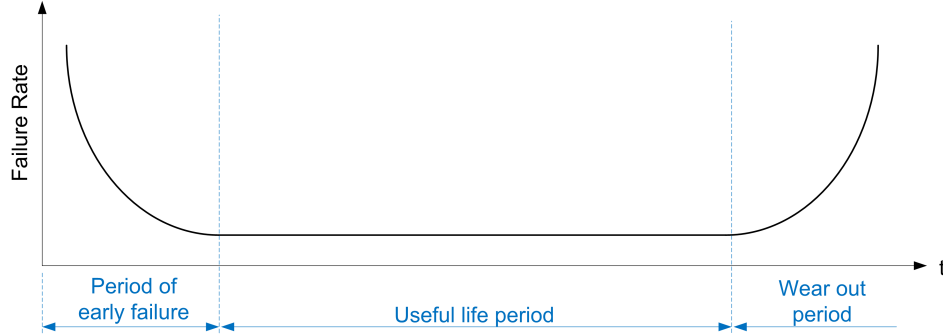 Failure Rate
t
Period of
early failure
Useful life period
Wear out
period